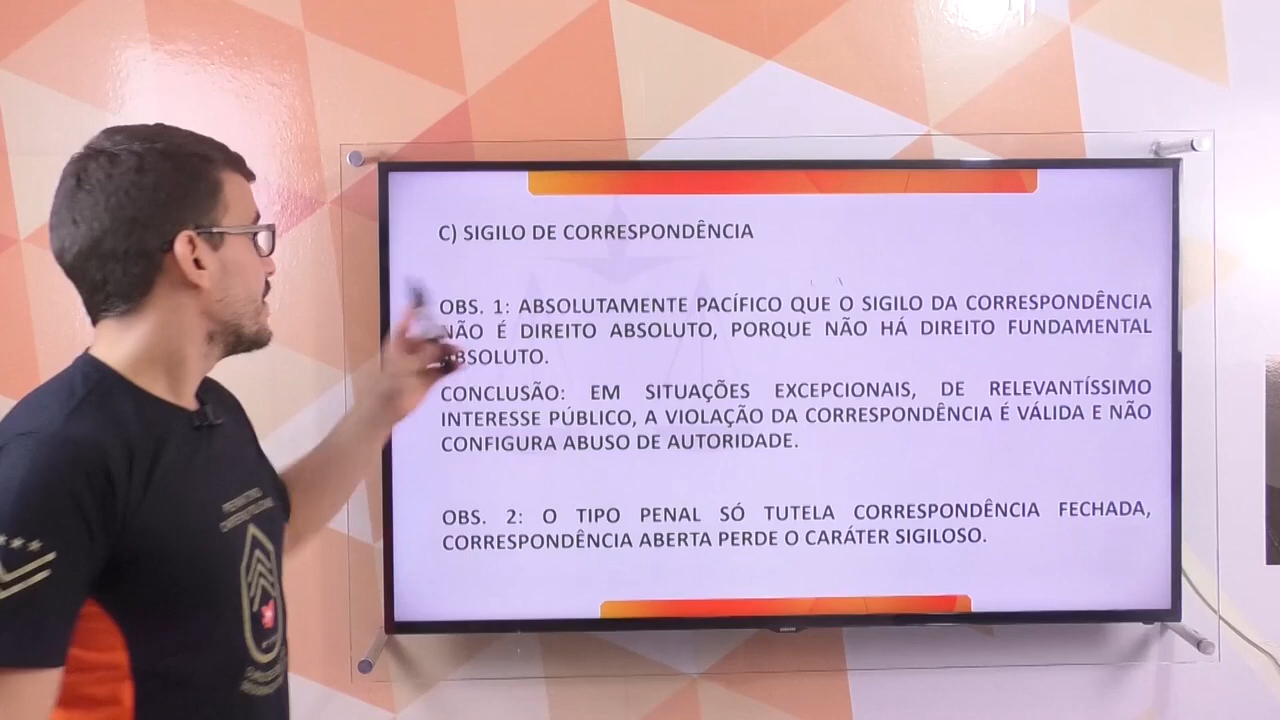 C) SIGILO DE CORRESPONDÊNCIA
OBS. 1: ABSOLUTAMENTE PACÍFICO QUE O SIGILO DA CORRESPONDÊNCIA
NÃO É DIREITO ABSOLUTO, PORQUE NÃO HÁ DIREITO FUNDAMENTAL
ABSOLUTO.
CONCLUSÃO: EM SITUAÇÕES EXCEPCIONAIS, DE RELEVANTÍSSIMO
INTERESSE PÚBLICO, A VIOLAÇÃO DA CORRESPONDÊNCIA É VÁLIDA E NÃO
CONFIGURA ABUSO DE AUTORIDADE.
OBS. 2: O TIPO PENAL SÓ TUTELA CORRESPONDÊNCIA FECHADA,
CORRESPONDÊNCIA ABERTA PERDE O CARÁTER SIGILOSO.